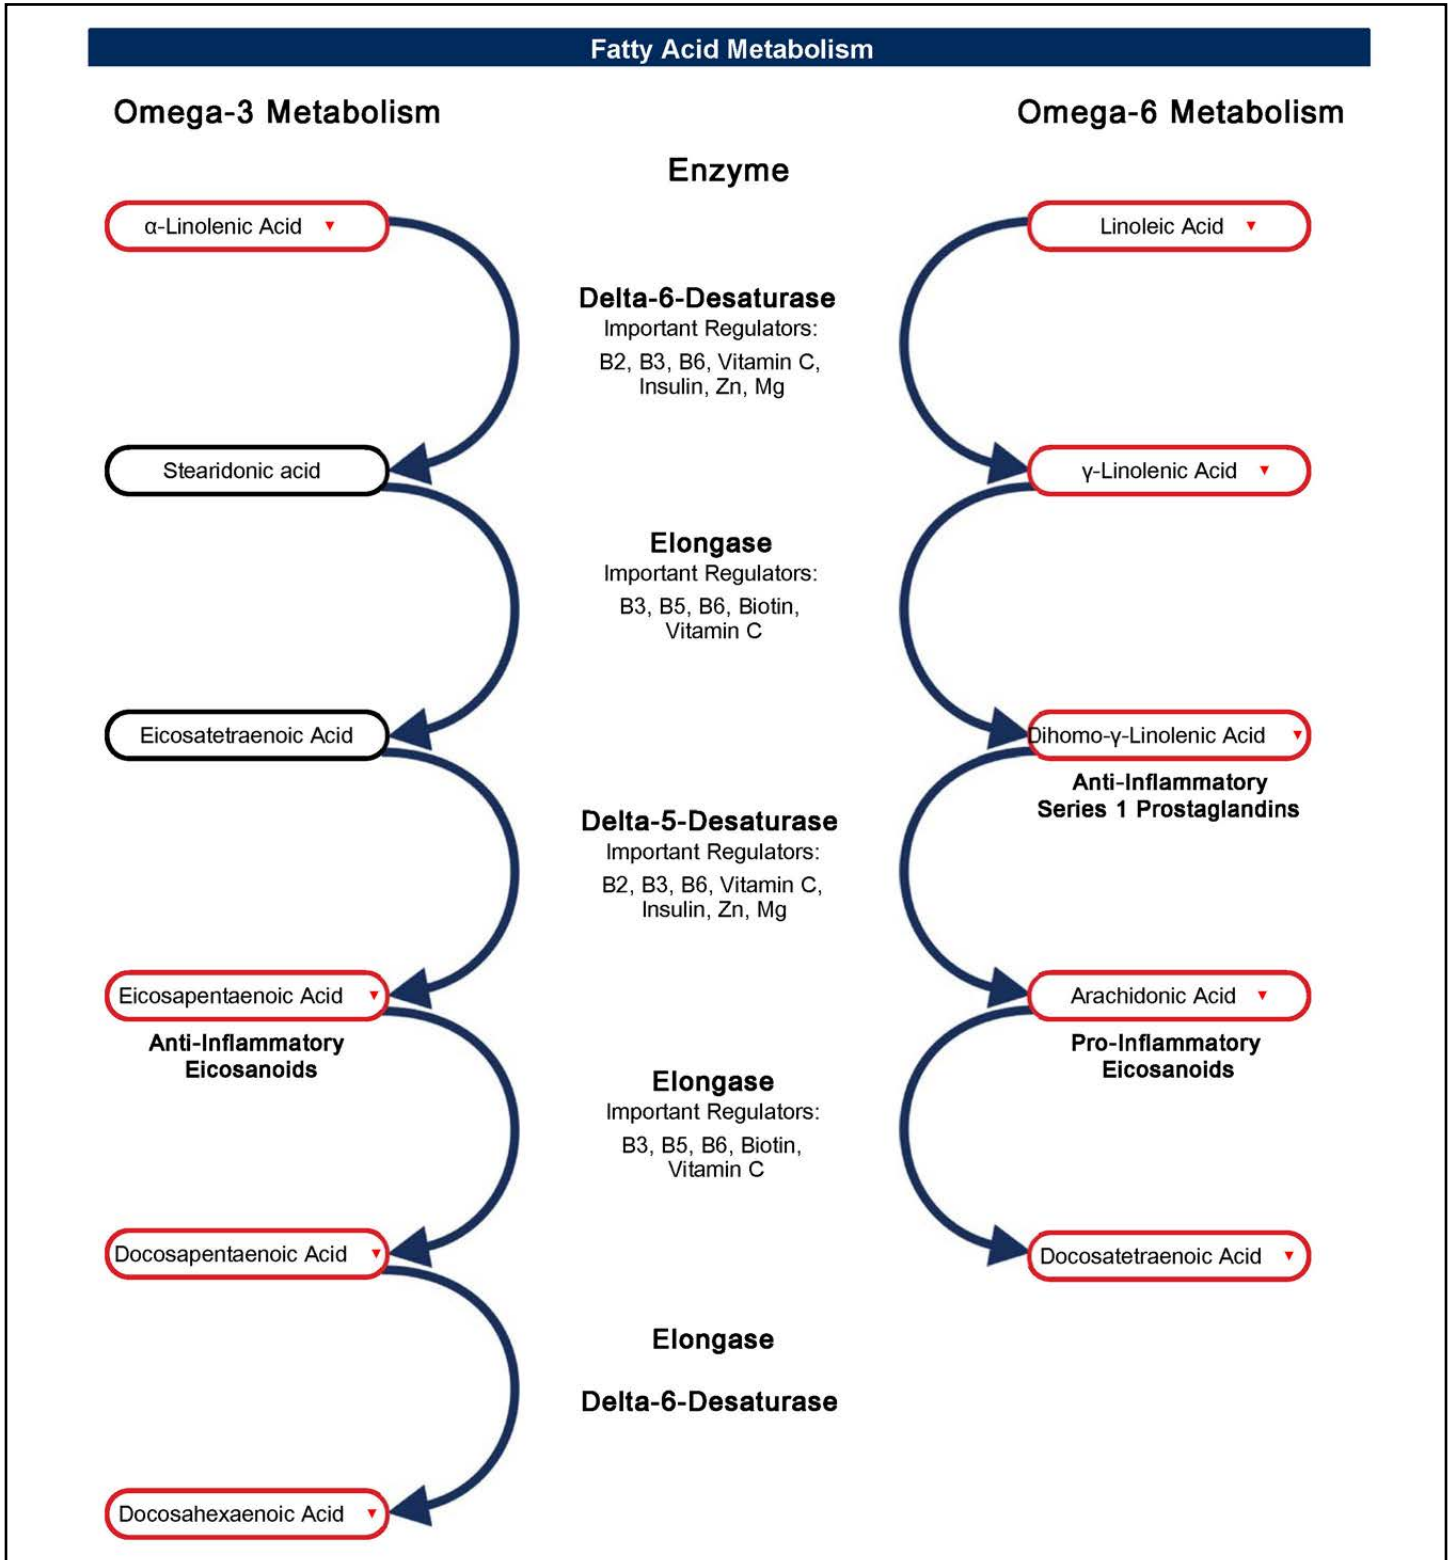 Fatty Acid Metabolism
Omega-3 Metabolism
Omega-6 Metabolism
Enzyme
α-Linolenic Acid
Linoleic Acid
Delta-6-Desaturase
Important Regulators:
B2, B3, B6, Vitamin C,
Insulin, Zn, Mg
Stearidonic acid
γ-Linolenic Acid
Elongase
Important Regulators:
B3, B5, B6, Biotin,
Vitamin C
Eicosatetraenoic Acid
Dihomo-γ-Linolenic Acid
Anti-Inflammatory
Series 1 Prostaglandins
Delta-5-Desaturase
Important Regulators:
B2, B3, B6, Vitamin C,
Insulin, Zn, Mg
Eicosapentaenoic Acid
Anti-Inflammatory
Eicosanoids
Arachidonic Acid
Pro-Inflammatory
Eicosanoids
Elongase
Important Regulators:
B3, B5, B6, Biotin,
Vitamin C
Docosapentaenoic Acid
Docosatetraenoic Acid
Elongase
Delta-6-Desaturase
Docosahexaenoic Acid